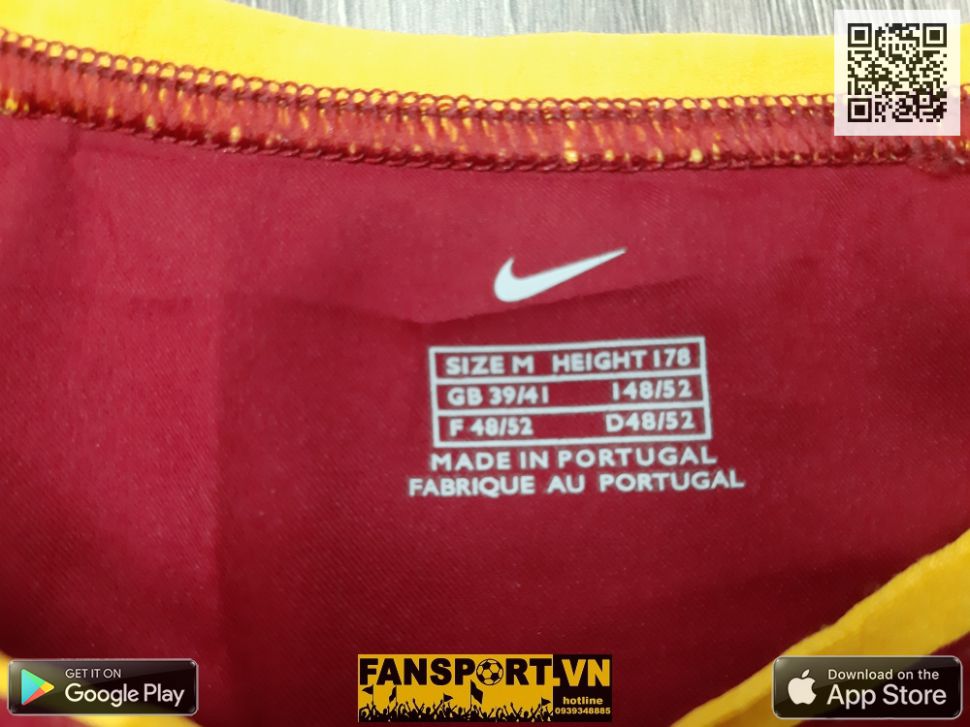 SIZE M HEIGHT 178
GB 39/41 I48/52
F 48/52 D48/52
MADE IN PORTUGAL
FABRIQUE AU PORTUGAL
GET IT ON
Google Play
FANSPORT.VN
hotline
0939348885
Download on the
App Store